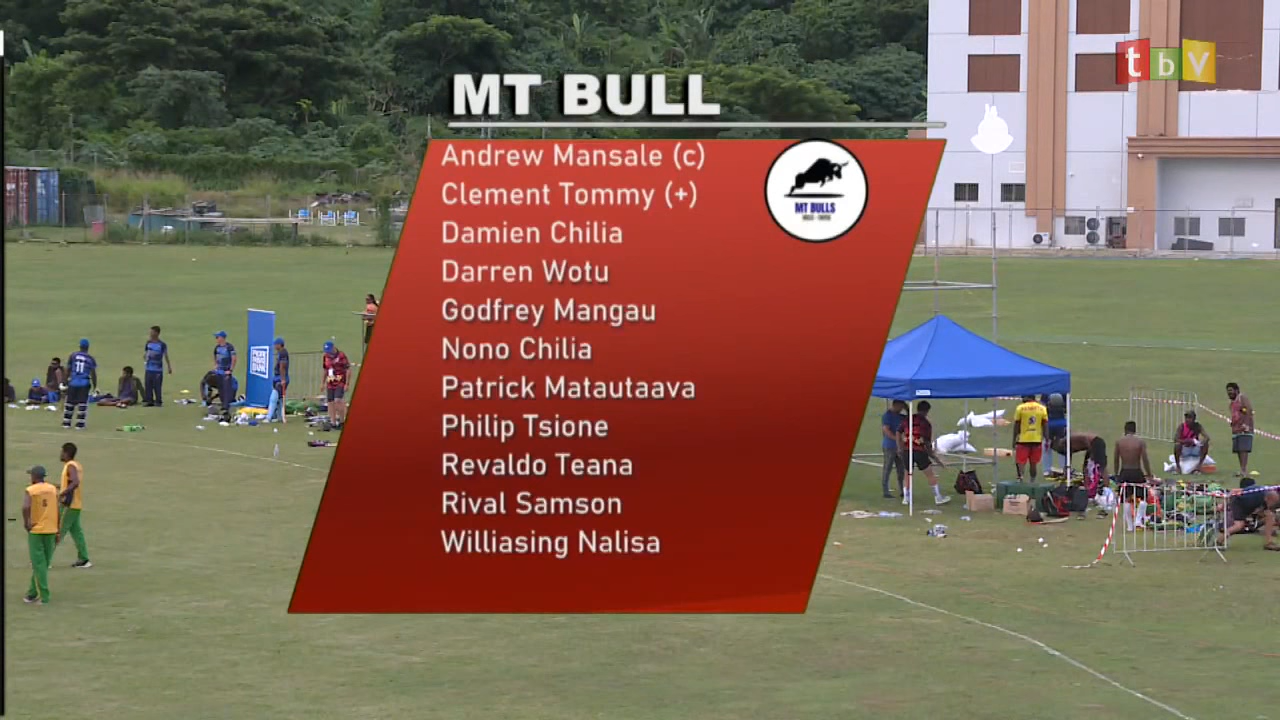 MT BULL
Andrew Mansale (c)
Clement Tommy (+)
Damien Chilia
Darren Wotu
Godfrey Mangau
Nono Chilia
Patrick Matautaava
Philip Tsione
Revaldo Teana
Rival Samson
Williasing Nalisa
MT BULLS
tbv
11